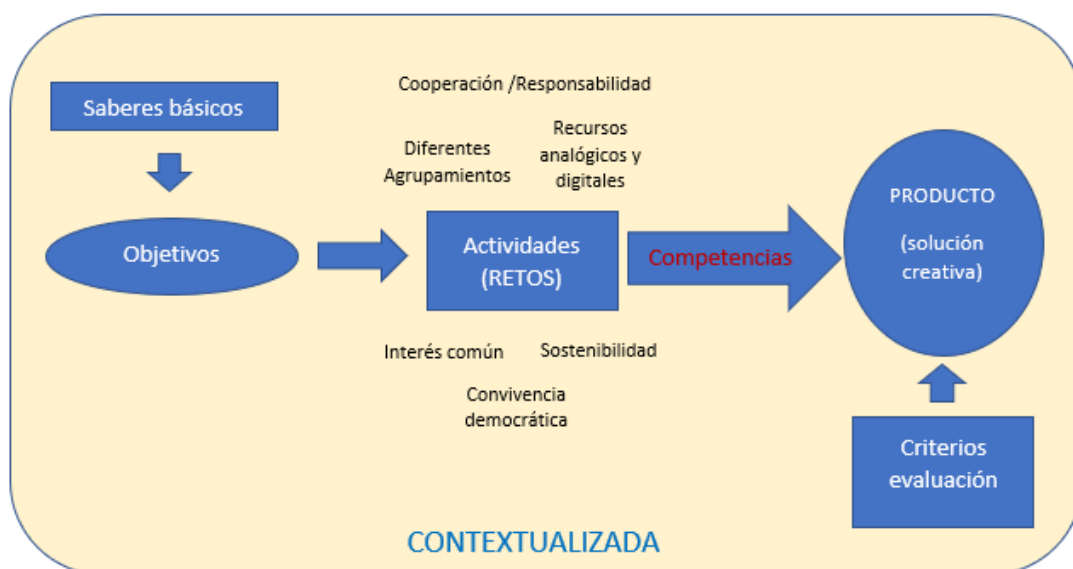 Cooperación /Responsabilidad
Saberes básicos
Diferentes
Agrupamientos
Recursos
analógicos y
digitales
Objetivos
Actividades
(RETOS)
Competencias
PRODUCTO
(solución
creativa)
Interés común
Sostenibilidad
Convivencia
democrática
Criterios
evaluación
CONTEXTUALIZADA